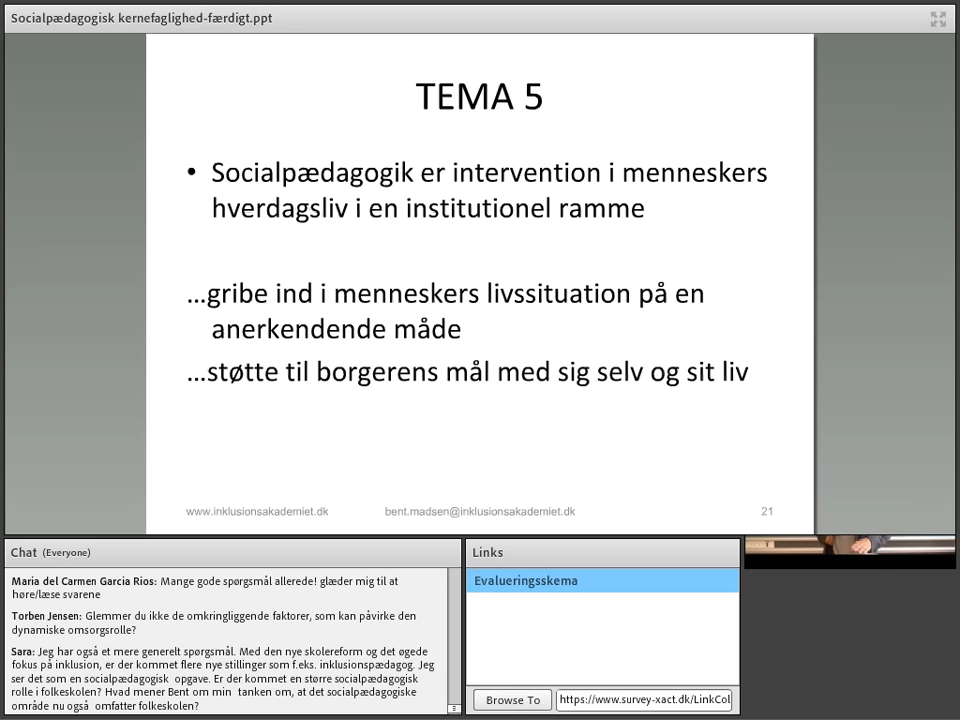 Socialpædagogisk kernefaglighed-færdigt.ppt
TEMA 5
• Socialpædagogik er intervention i menneskers
hverdagsliv i en institutionel ramme
…gribe ind i menneskers livssituation på en
anerkendende måde
…støtte til borgerens mål med sig selv og sit liv
www.inklusionsakademiet.dk bent.madsen@inklusionsakademiet.dk 21
Chat (Everyone)
Maria del Carmen Garcia Rios: Mange gode spørgsmål allerede! glæder mig til at
høre/læse svarene
Torben Jensen: Glemmer du ikke de omkringliggende faktorer, som kan påvirke den
dynamiske omsorgsrolle?
Sara: Jeg har også et mere generelt spørgsmål. Med den nye skolereform og det øgede
fokus på inklusion, er der kommet flere nye stillinger som f.eks. inklusionspædagog. Jeg
ser det som en socialpædagogisk opgave. Er der kommet en større socialpædagogisk
rolle i folkeskolen? Hvad mener Bent om min tanken om, at det socialpædagogiske
område nu også omfatter folkeskolen?
Links
Evalueringsskema
Browse To
https://www.survey-xact.dk/LinkCol